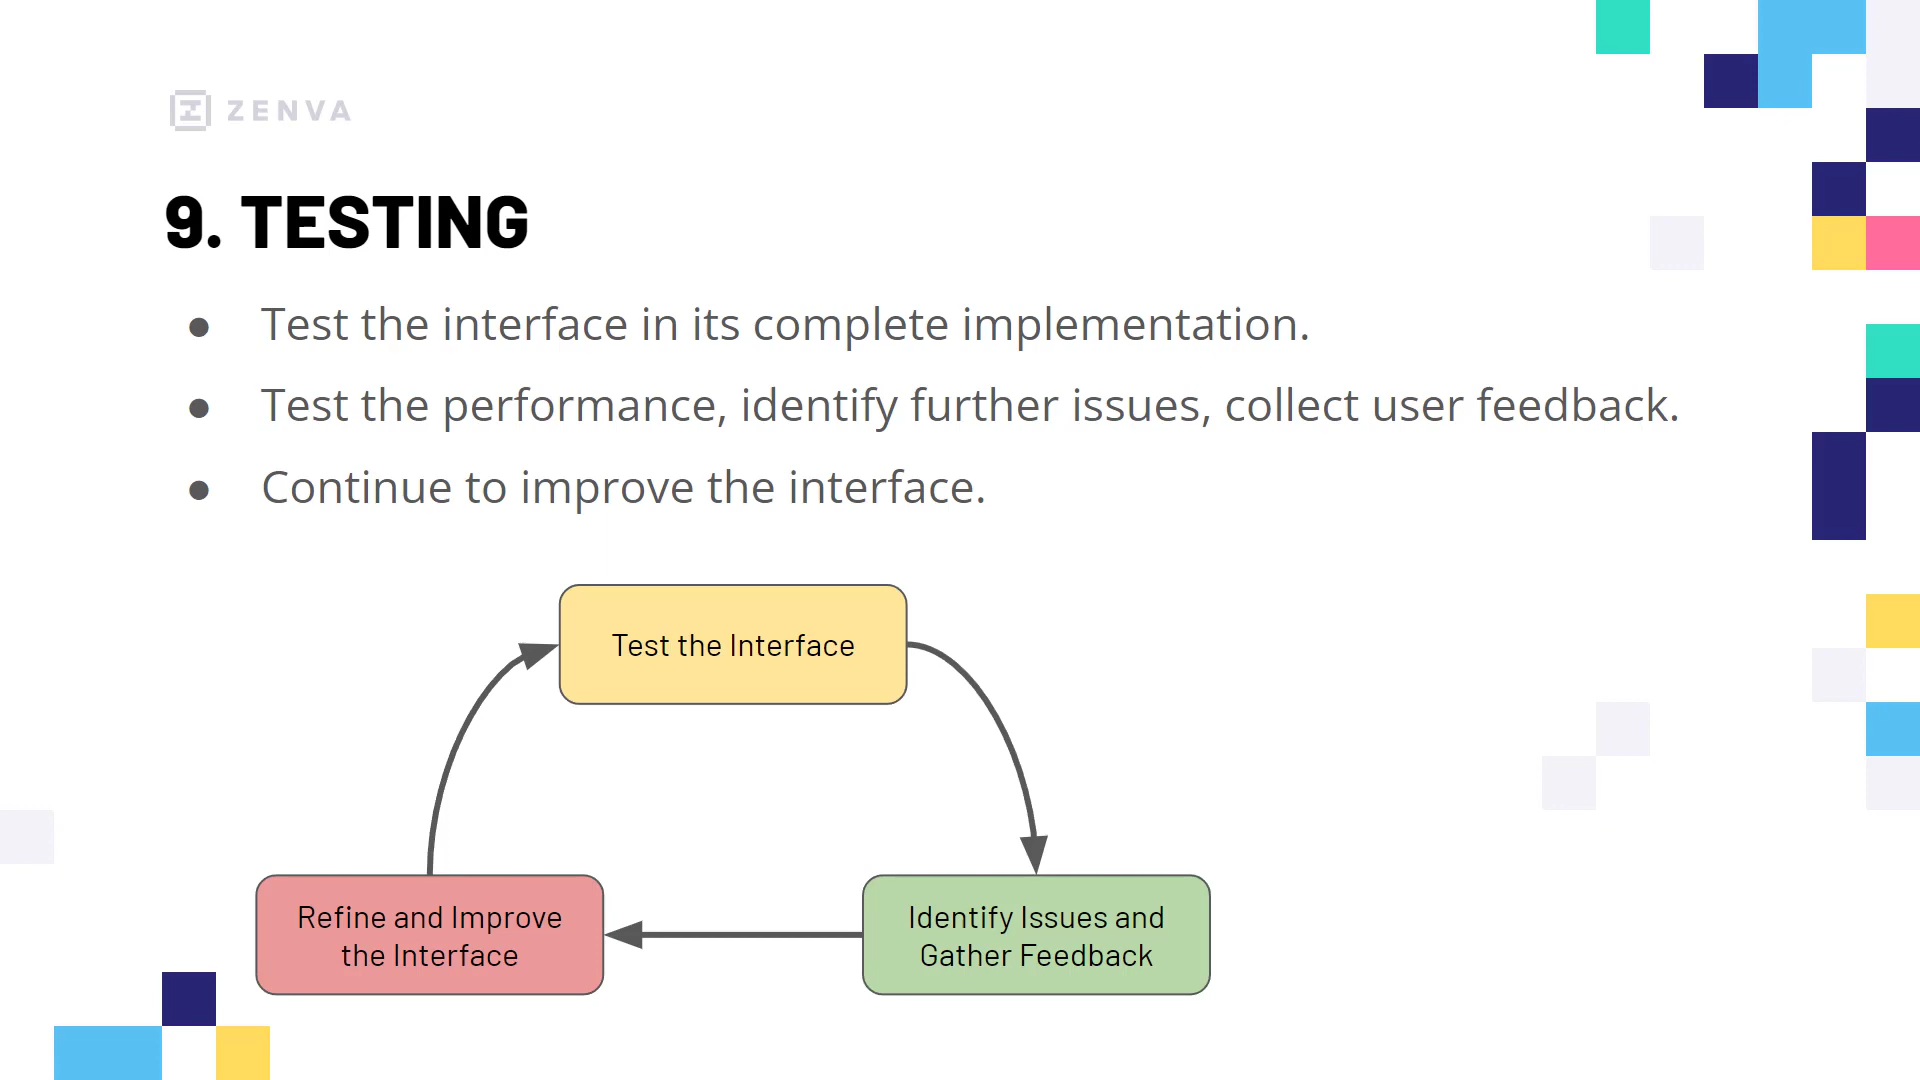 ZENVA
9. TESTING
● Test the interface in its complete implementation.
● Test the performance, identify further issues, collect user feedback.
● Continue to improve the interface.
Test the Interface
Refine and Improve
the Interface
Identify Issues and
Gather Feedback